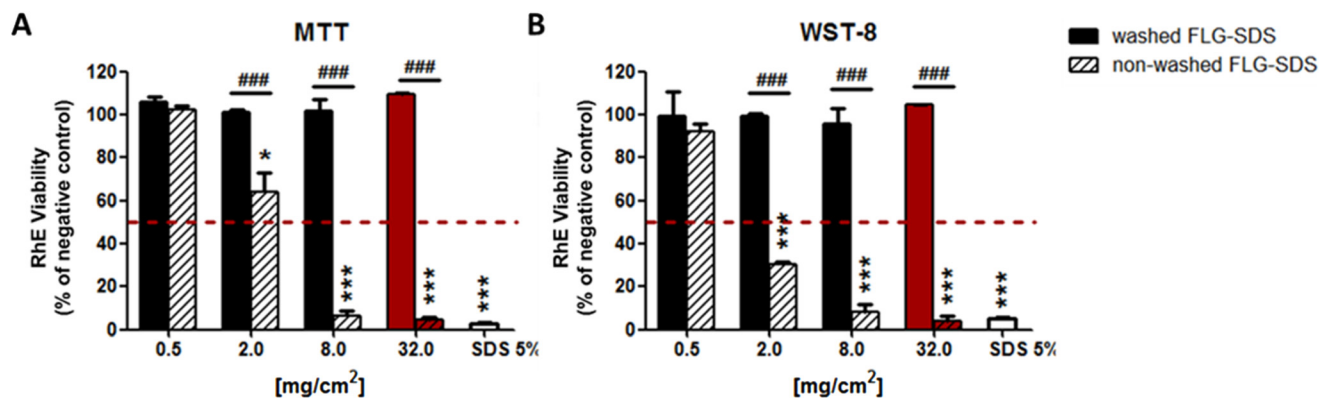 A
MTT
RhE Viability
(% of negative control)
120
100
80
60
40
20
0
###
###
###
*
***
***
***
0.5 2.0 8.0 32.0 SDS 5%
[mg/cm²]
B
WST-8
RhE Viability
(% of negative control)
120
100
80
60
40
20
0
###
###
###
***
***
***
***
0.5 2.0 8.0 32.0 SDS 5%
[mg/cm²]
washed FLG-SDS
non-washed FLG-SDS